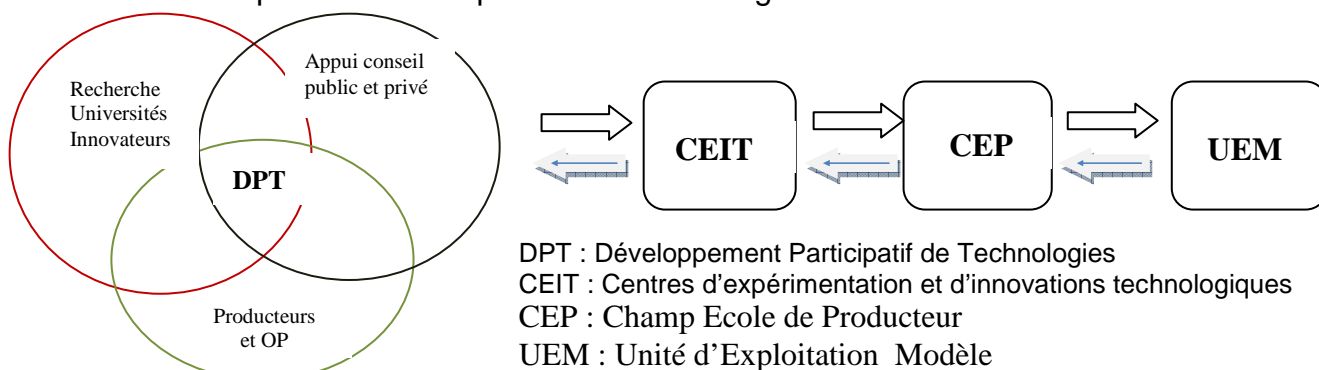 Recherche
Universités
Innovateurs
Appui conseil
public et privé
DPT
Producteurs
et OP
CEIT
CEP
UEM
DPT : Développement Participatif de Technologies
CEIT : Centres d'expérimentation et d'innovations technologiques
CEP : Champ Ecole de Producteur
UEM : Unité d'Exploitation Modèle